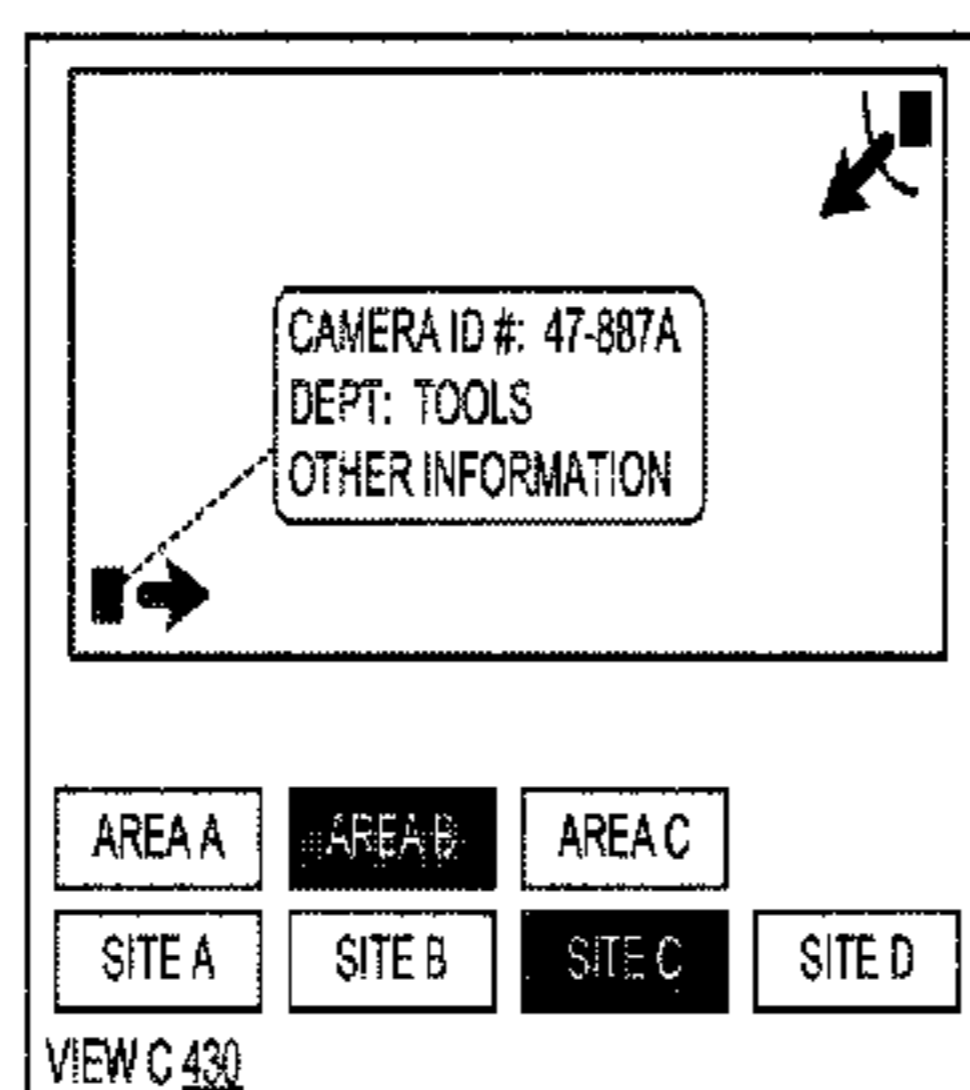 CAMERA ID #: 47-887A
DEPT: TOOLS
OTHER INFORMATION
AREA A AREA B AREA C
SITE A SITE B SITE C SITE D
VIEW C 430